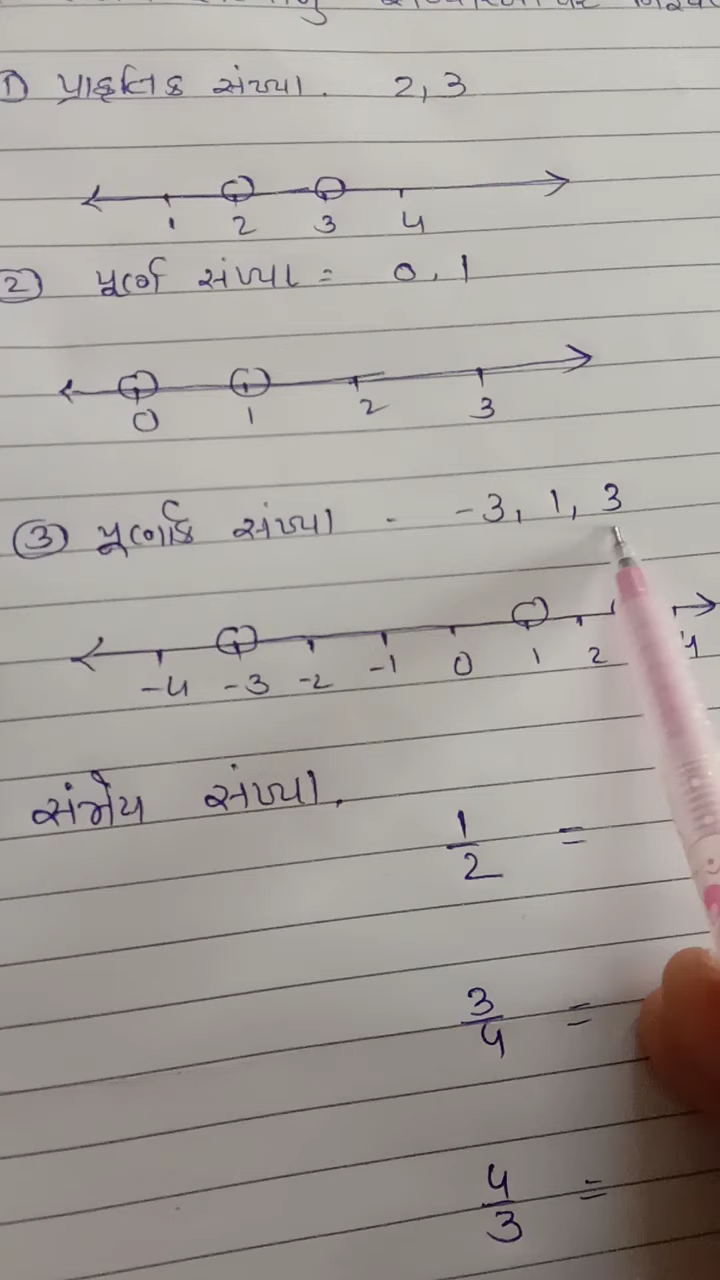 1) પ્રાકૃતિક સંખ્યા. 2, 3
1 2 3 4
2) પૂર્ણ સંખ્યા = 0, 1
0 1 2 3
3) પૂર્ણાંક સંખ્યા - -3, 1, 3
-4 -3 -2 -1 0 1 2 4
સંમેય સંખ્યા.
1/2 =
3/4 =
4/3 =